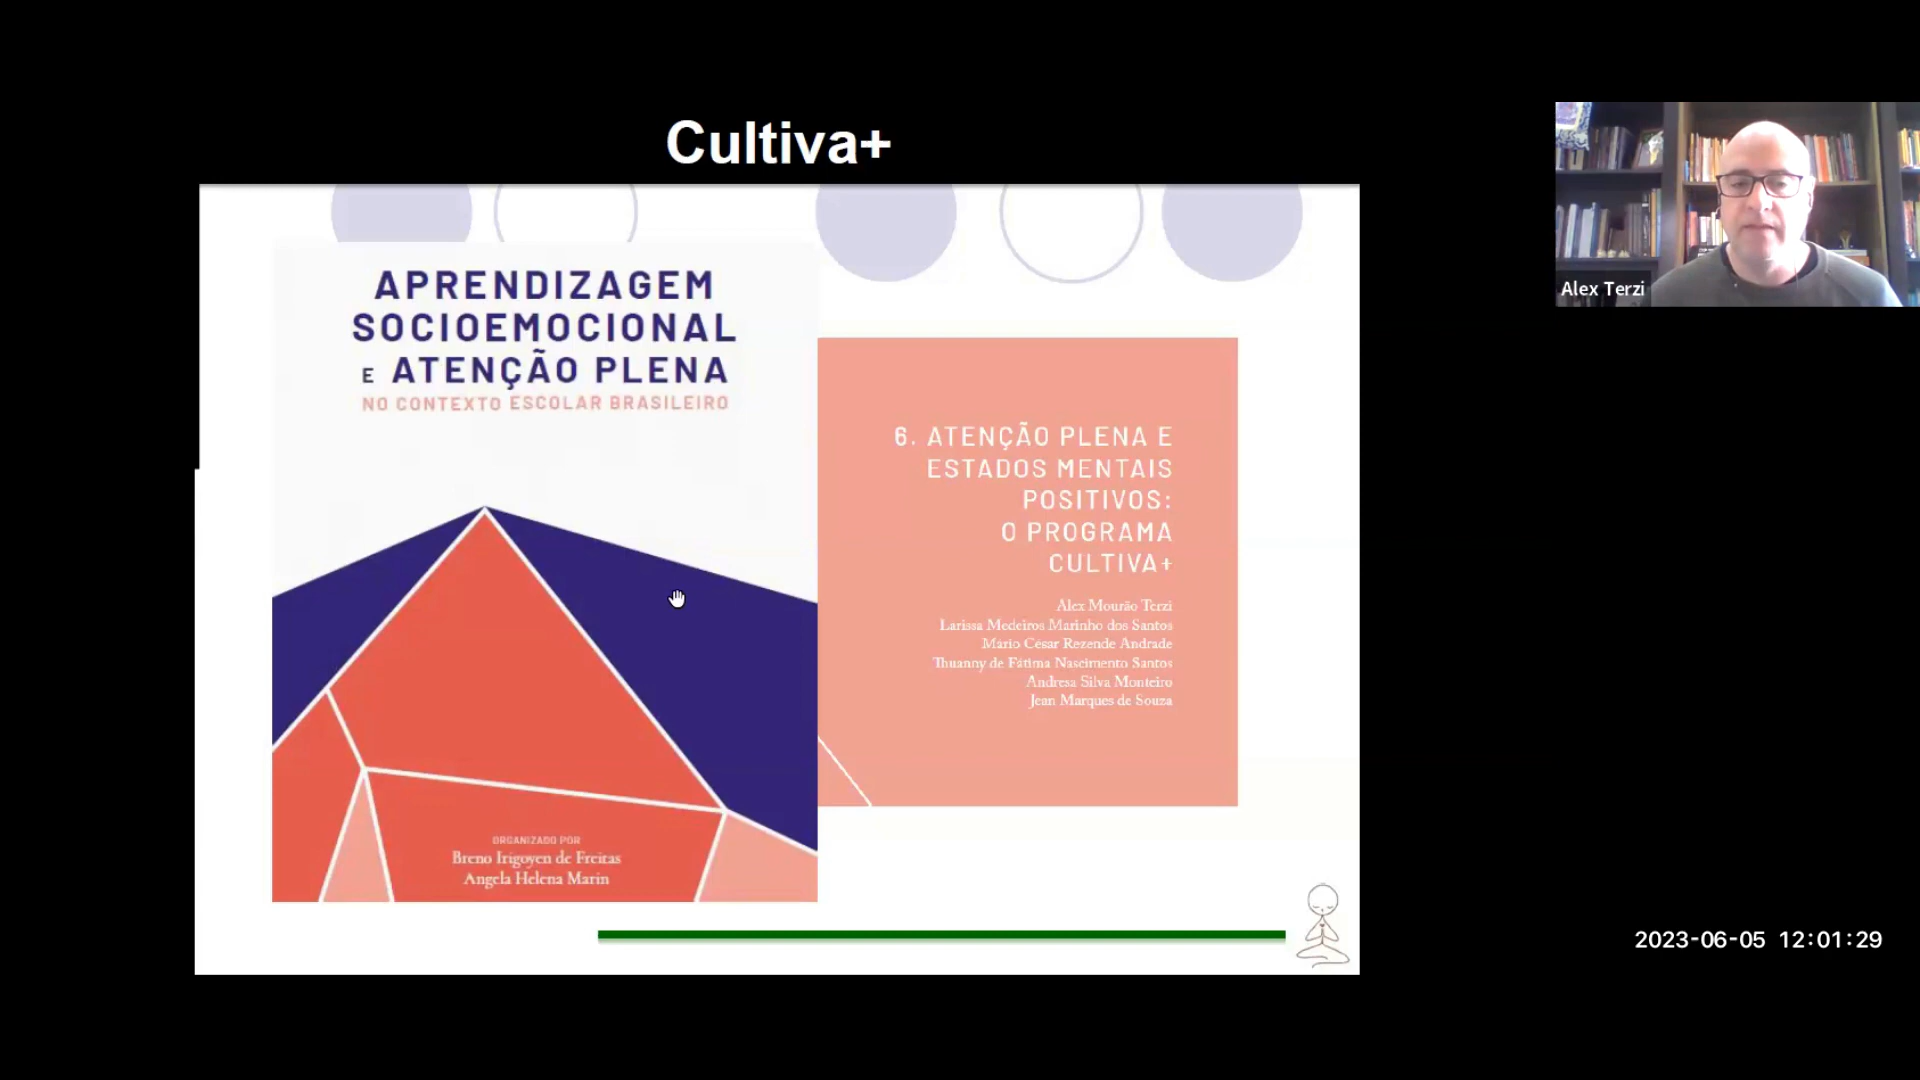 Cultiva+
APRENDIZAGEM
SOCIOEMOCIONAL
E ATENÇÃO PLENA
NO CONTEXTO ESCOLAR BRASILEIRO
ORGANIZADO POR
Breno Irigoyen de Freitas
Angela Helena Marin
6. ATENÇÃO PLENA E
ESTADOS MENTAIS
POSITIVOS:
O PROGRAMA
CULTIVA+
Alex Mourão Terzi
Larissa Medeiros Marinho dos Santos
Mário César Rezende Andrade
Thuanny de Fátima Nascimento Santos
Andresa Silva Monteiro
Jean Marques de Souza
Alex Terzi
2023-06-05 12:01:29